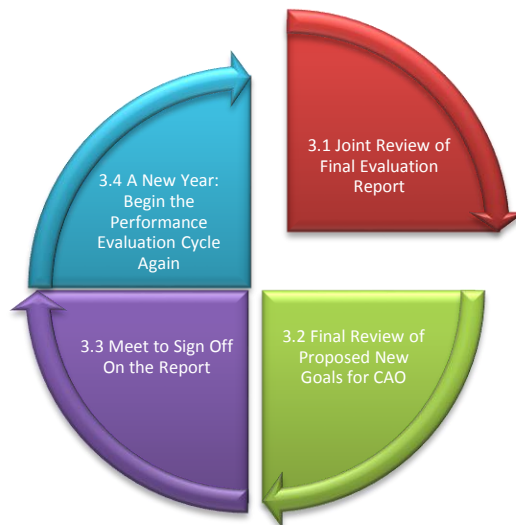 3.1 Joint Review of
Final Evaluation
Report
3.2 Final Review of
Proposed New
Goals for CAO
3.3 Meet to Sign Off
On the Report
3.4 A New Year:
Begin the
Performance
Evaluation Cycle
Again